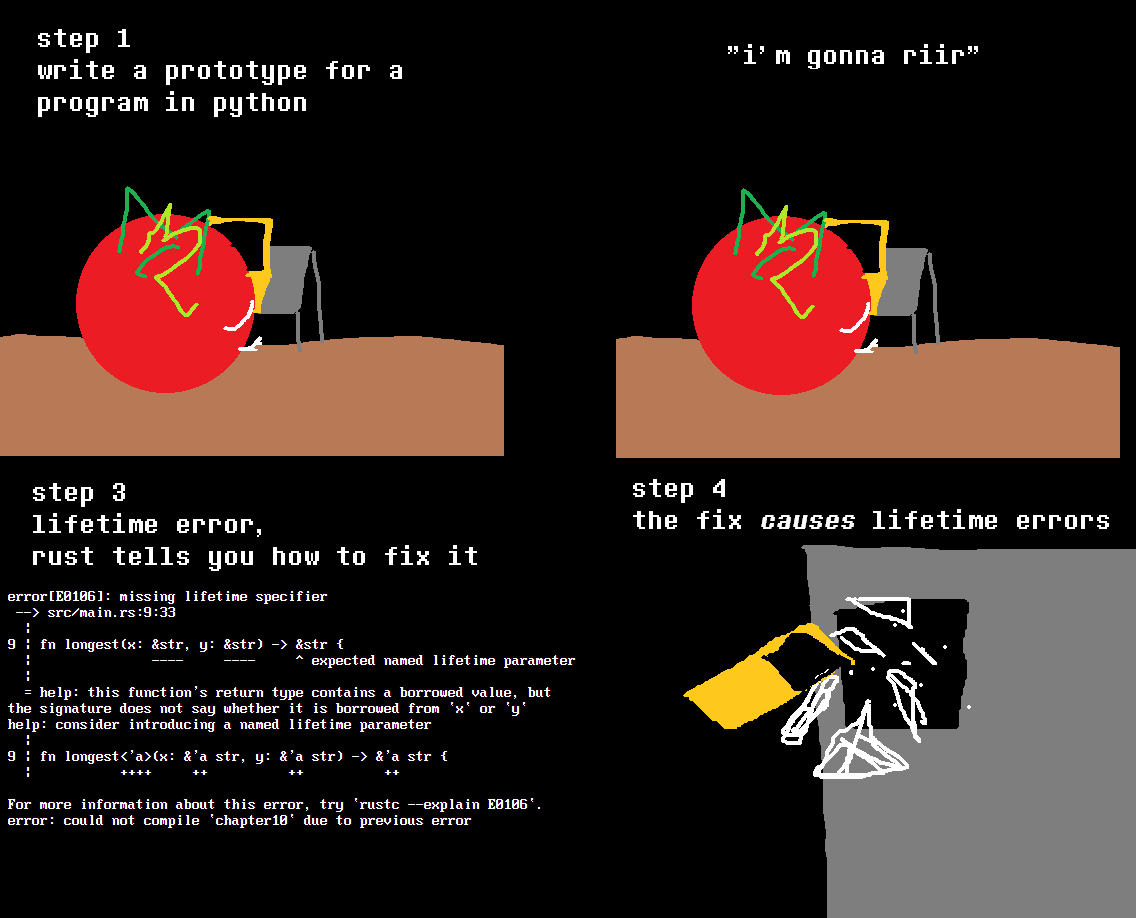 step 1
write a prototype for a
program in python
"i'm gonna riir"
step 3
lifetime error,
rust tells you how to fix it
error[E0106]: missing lifetime specifier
 --> src/main.rs:9:33
  ¦
9 ¦ fn longest(x: &str, y: &str) -> &str {
  ¦               ----     ----     ^ expected named lifetime parameter
  ¦
  = help: this function's return type contains a borrowed value, but
the signature does not say whether it is borrowed from `x` or `y`
help: consider introducing a named lifetime parameter
  ¦
9 ¦ fn longest<'a>(x: &'a str, y: &'a str) -> &'a str {
  ¦           ++++     ++          ++          ++
For more information about this error, try `rustc --explain E0106`.
error: could not compile `chapter10` due to previous error
step 4
the fix causes lifetime errors